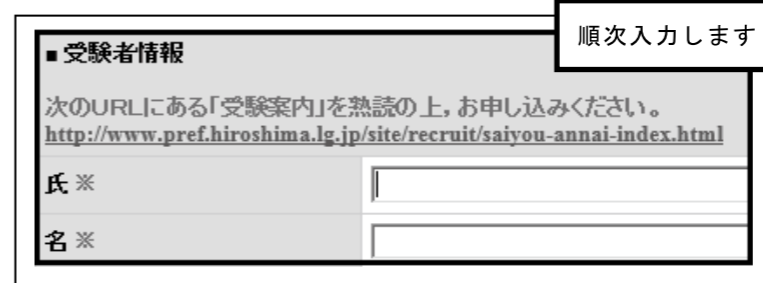 順次入力します
■ 受験者情報
次のURLにある「受験案内」を熟読の上，お申し込みください。
http://www.pref.hiroshima.lg.jp/site/recruit/saiyou-annai-index.html
氏 ※
名 ※